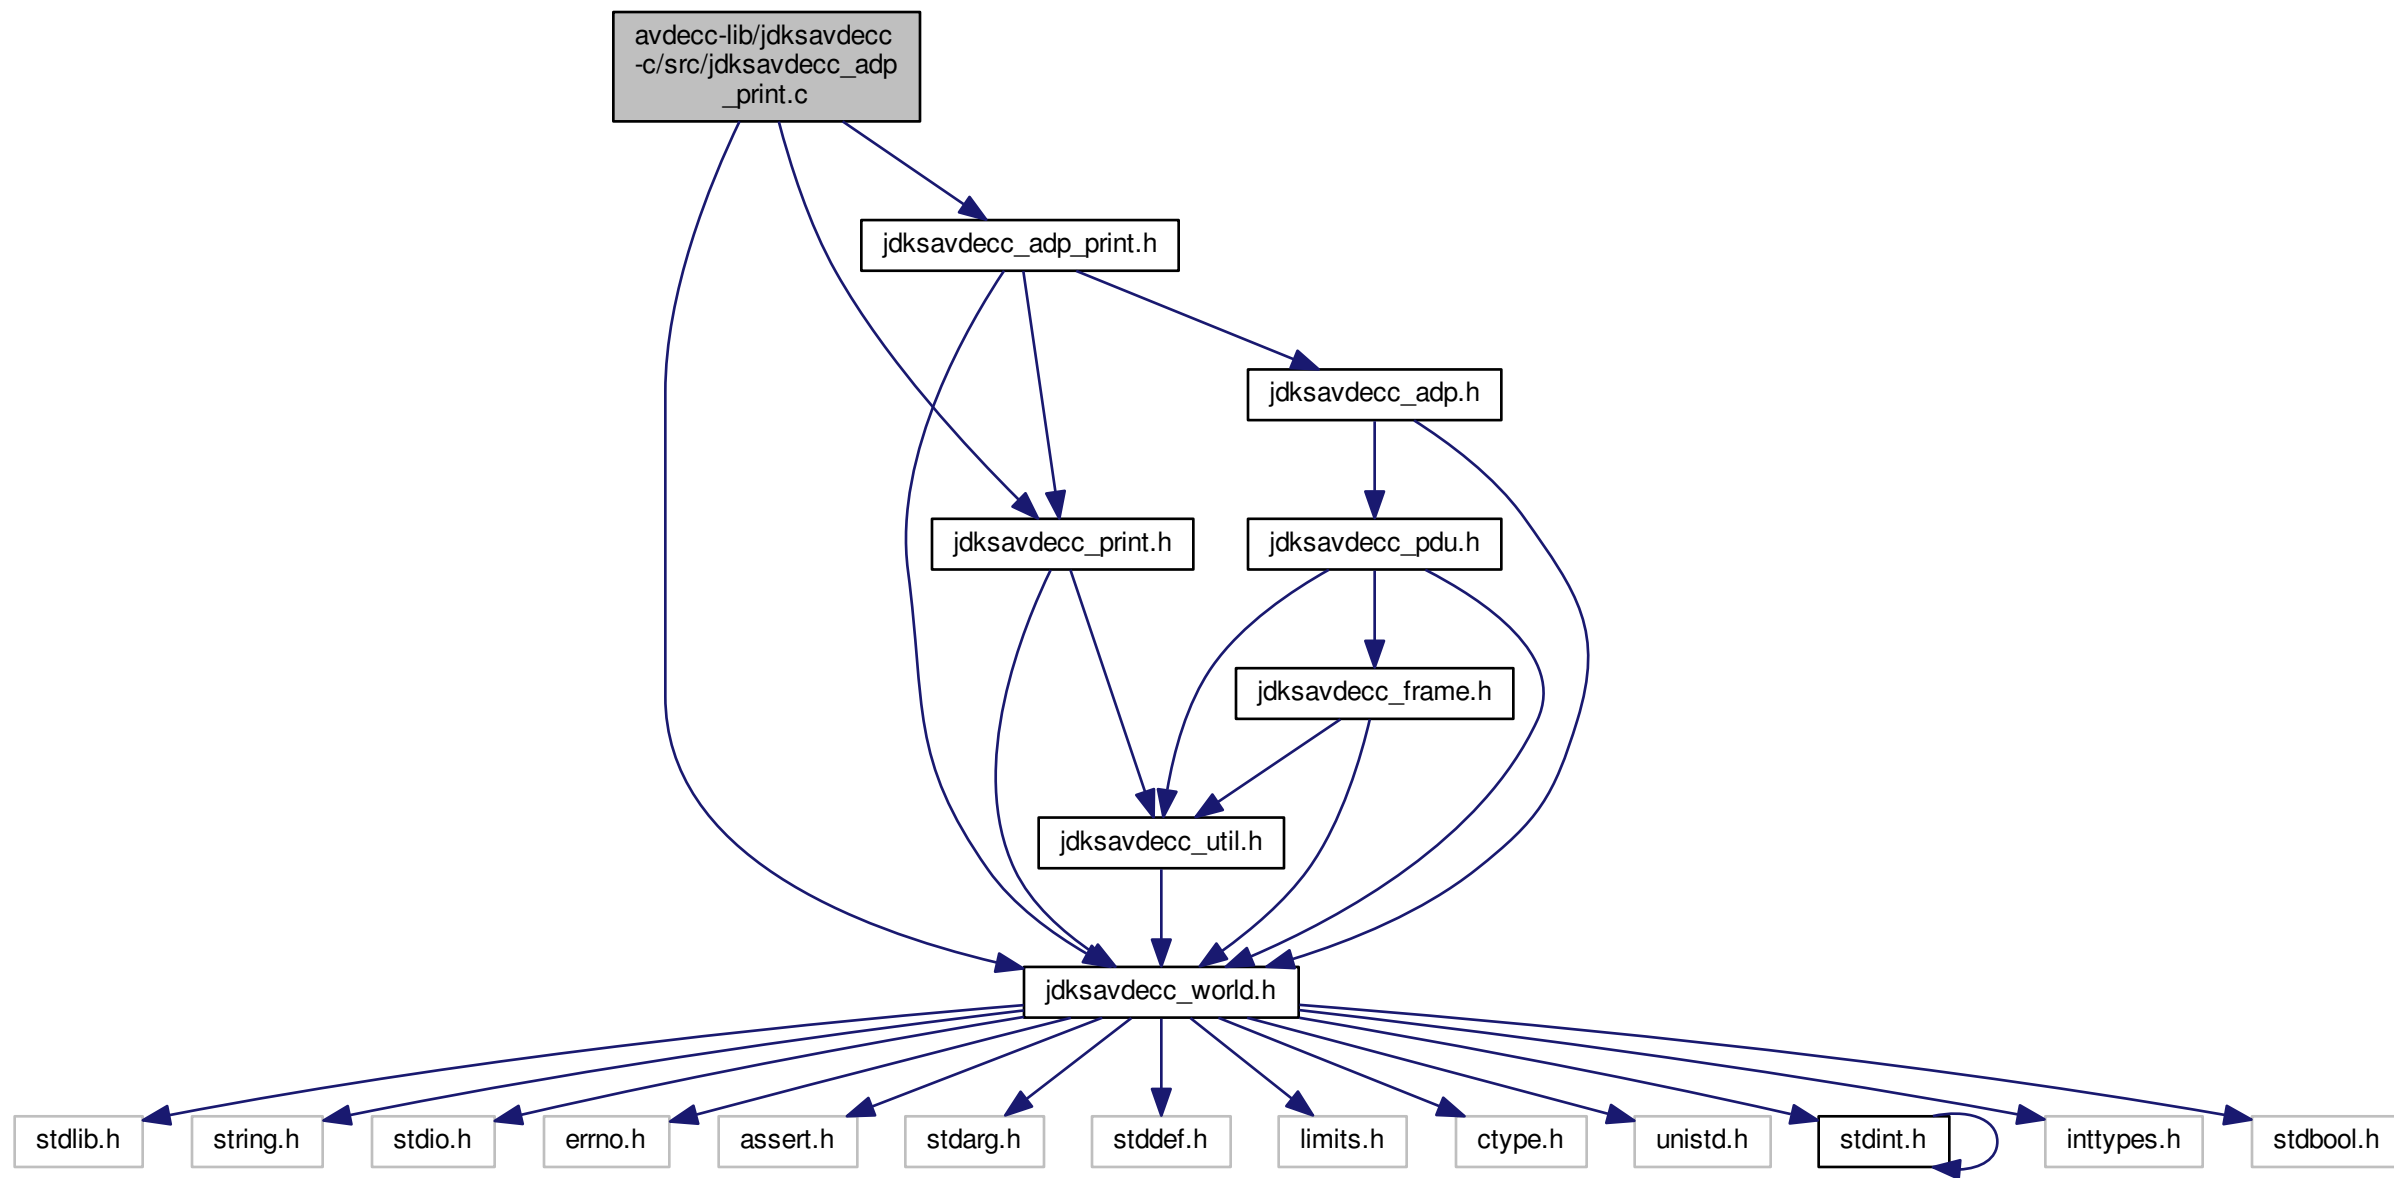 avdecc-lib/jdksavdecc
-c/src/jdksavdecc_adp
_print.c
jdksavdecc_adp_print.h
jdksavdecc_adp.h
jdksavdecc_print.h
jdksavdecc_pdu.h
jdksavdecc_frame.h
jdksavdecc_util.h
jdksavdecc_world.h
stdlib.h
string.h
stdio.h
errno.h
assert.h
stdarg.h
stddef.h
limits.h
ctype.h
unistd.h
stdint.h
inttypes.h
stdbool.h